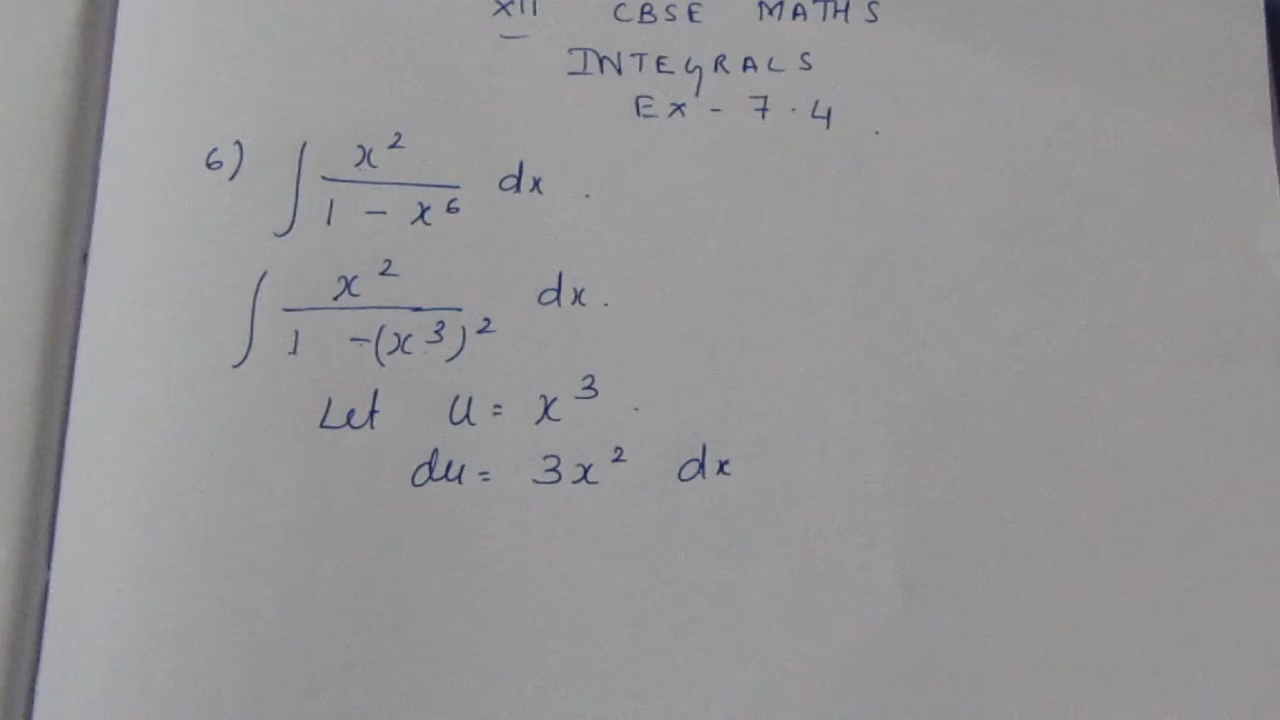 XII CBSE MATHS
INTEGRALS
Ex - 7.4.
6) ∫ x² / (1 - x⁶) dx.
∫ x² / (1 - (x³)²) dx.
Let u = x³.
du = 3x² dx